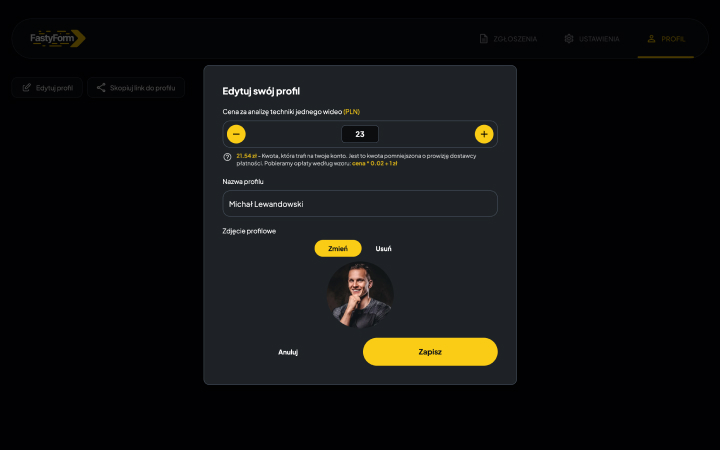 FastyForm
ZGŁOSZENIA
USTAWIENIA
PROFIL
Edytuj profil
Skopiuj link do profilu
Edytuj swój profil
Cena za analizę techniki jednego wideo (PLN)
23
21.54 zł - Kwota, która trafi na twoje konto. Jest to kwota pomniejszona o prowizję dostawcy
płatności. Pobieramy opłaty według wzoru: cena * 0.02 + 1 zł
Nazwa profilu
Michał Lewandowski
Zdjęcie profilowe
Zmień
Usuń
Anuluj
Zapisz